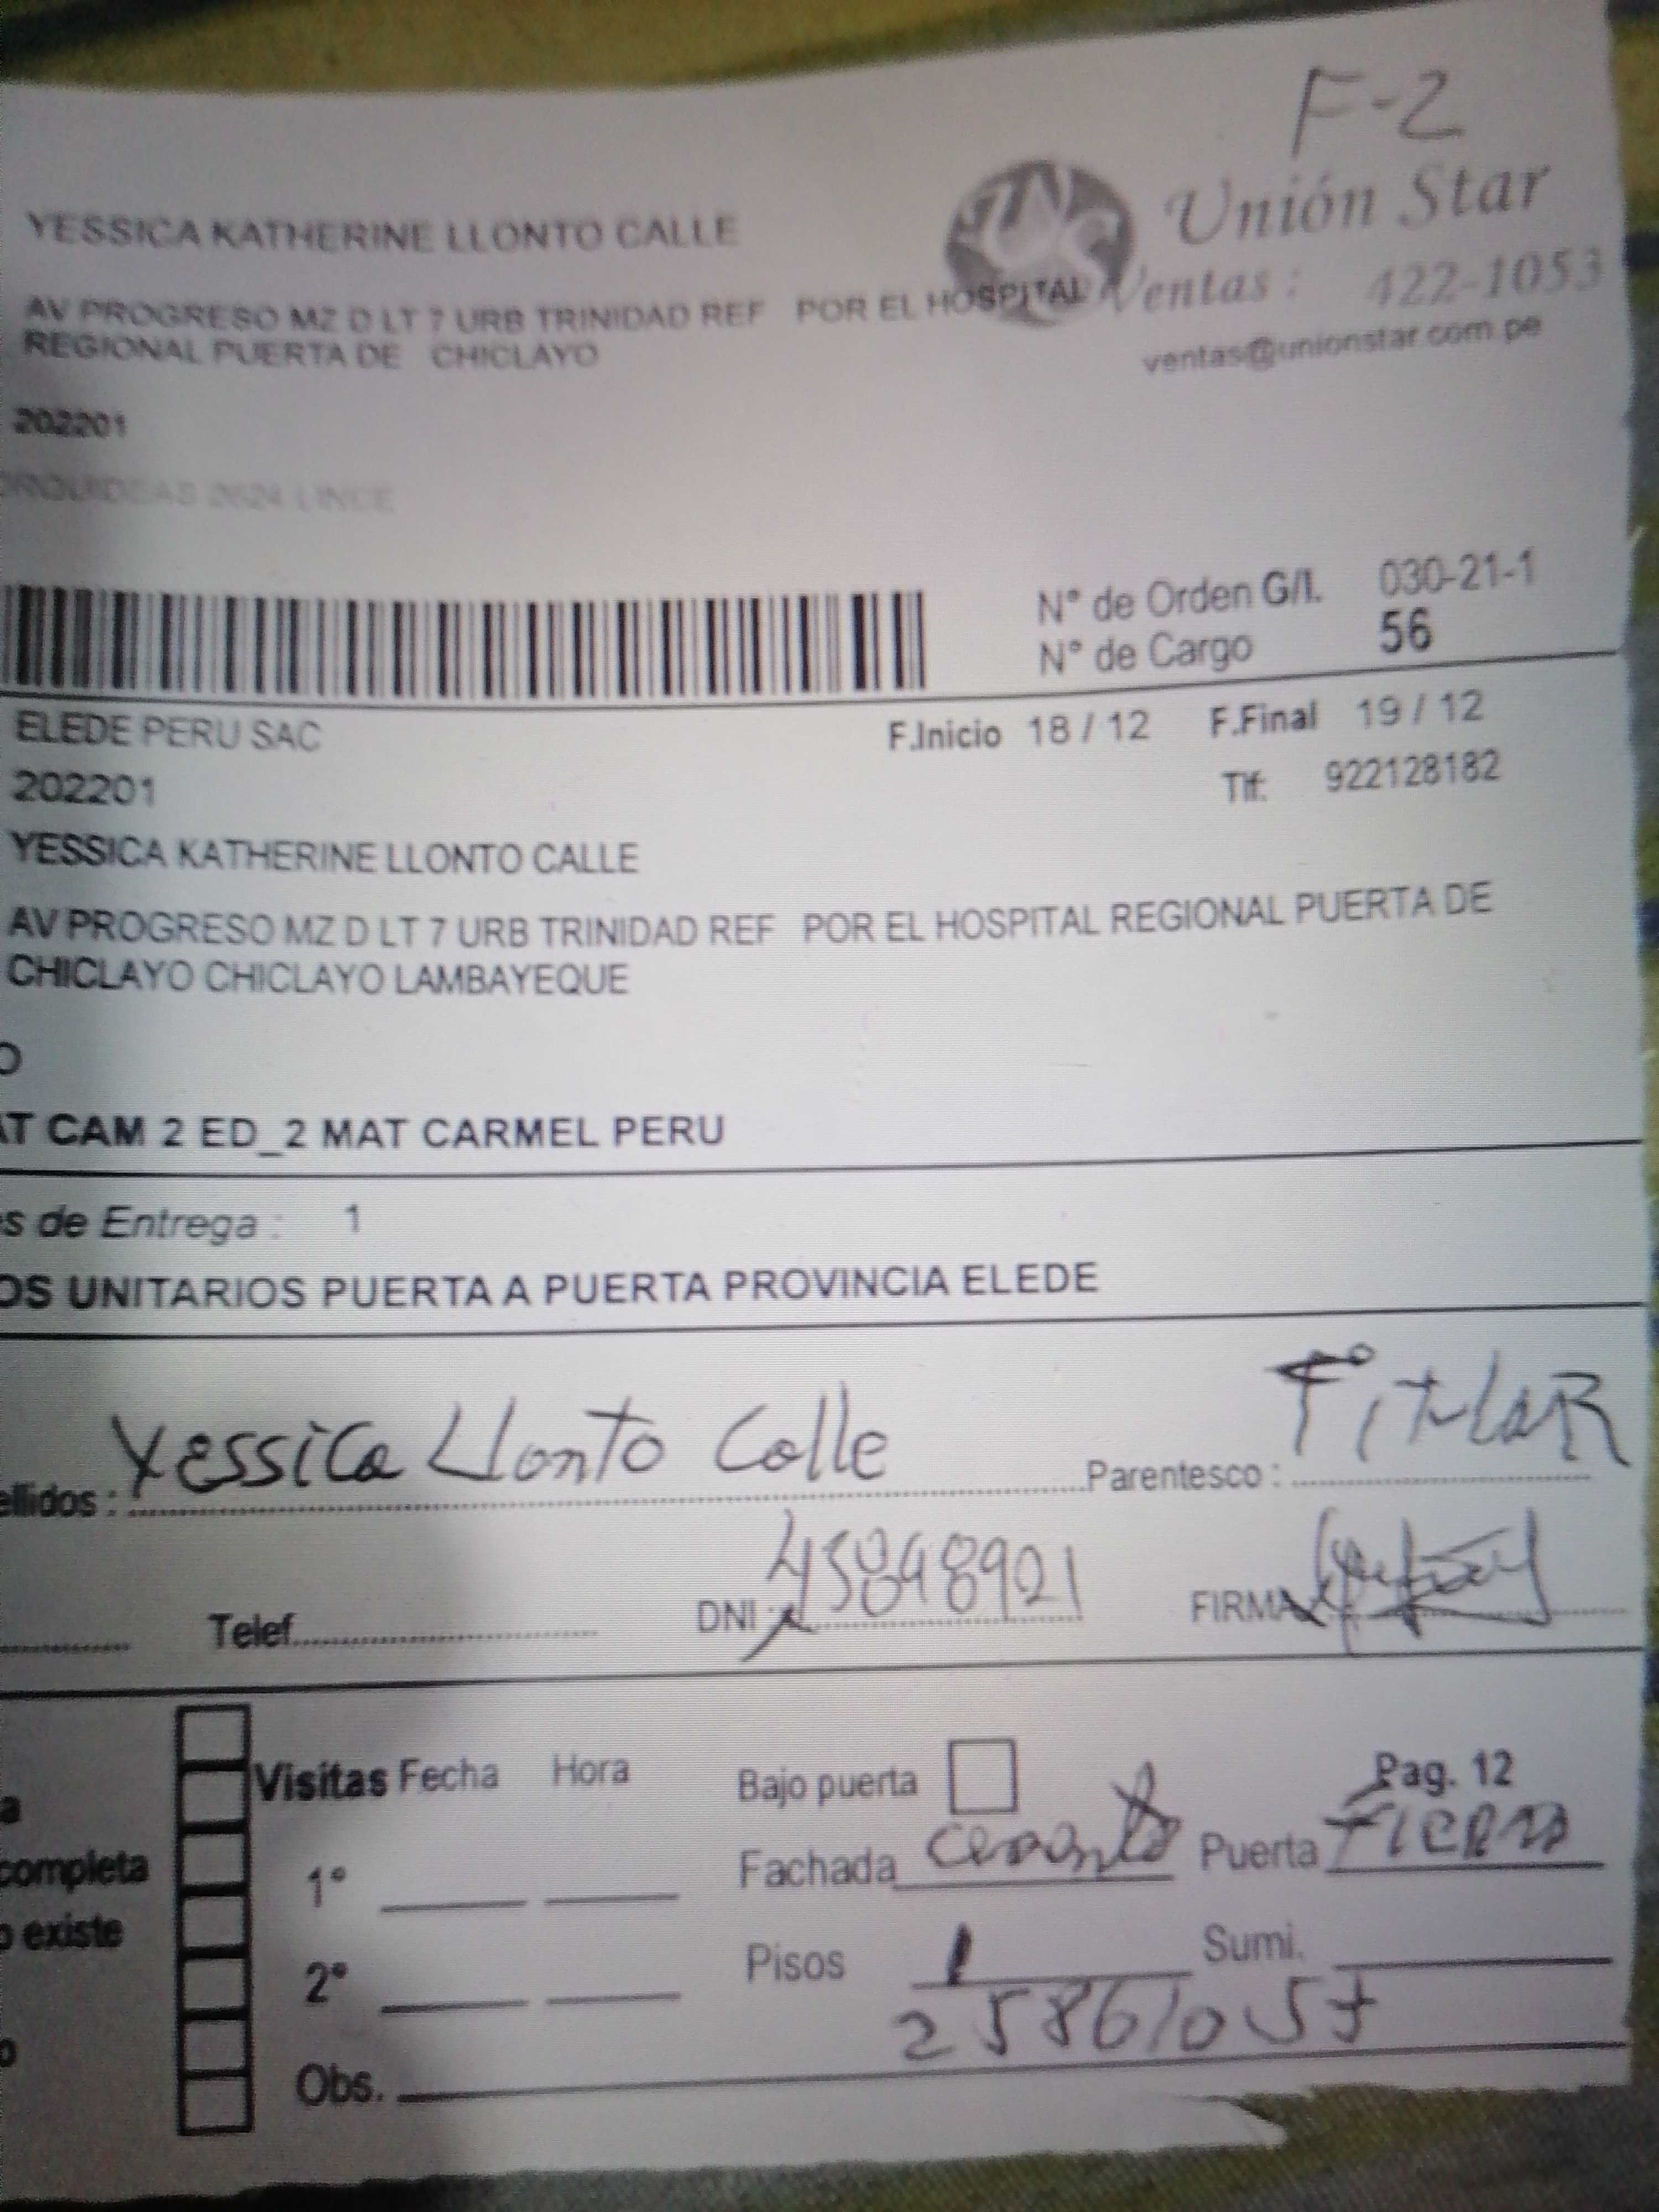 F-2
Unión Star
YESSICA KATHERINE LLONTO CALLE
Ventas : 422-1053
AV PROGRESO MZ D LT 7 URB TRINIDAD REF POR EL HOSPITAL
REGIONAL PUERTA DE CHICLAYO
ventas@unionstar.com.pe
202201
ORQUIDEAS 2624 LINCE
N° de Orden G/I. 030-21-1
N° de Cargo 56
ELEDE PERU SAC F.Inicio 18 / 12 F.Final 19 / 12
202201 Tlf: 922128182
YESSICA KATHERINE LLONTO CALLE
AV PROGRESO MZ D LT 7 URB TRINIDAD REF POR EL HOSPITAL REGIONAL PUERTA DE
CHICLAYO CHICLAYO LAMBAYEQUE
O
AT CAM 2 ED_2 MAT CARMEL PERU
s de Entrega : 1
OS UNITARIOS PUERTA A PUERTA PROVINCIA ELEDE
ellidos : Yessica Llonto Calle Parentesco : TiTuLaR
Telef. DNI : 45898921 FIRMA
Visitas Fecha Hora Bajo puerta Pag. 12
a
completa 1° Fachada Puerta
o existe
2° Pisos 1 Sumi.
o
Obs.